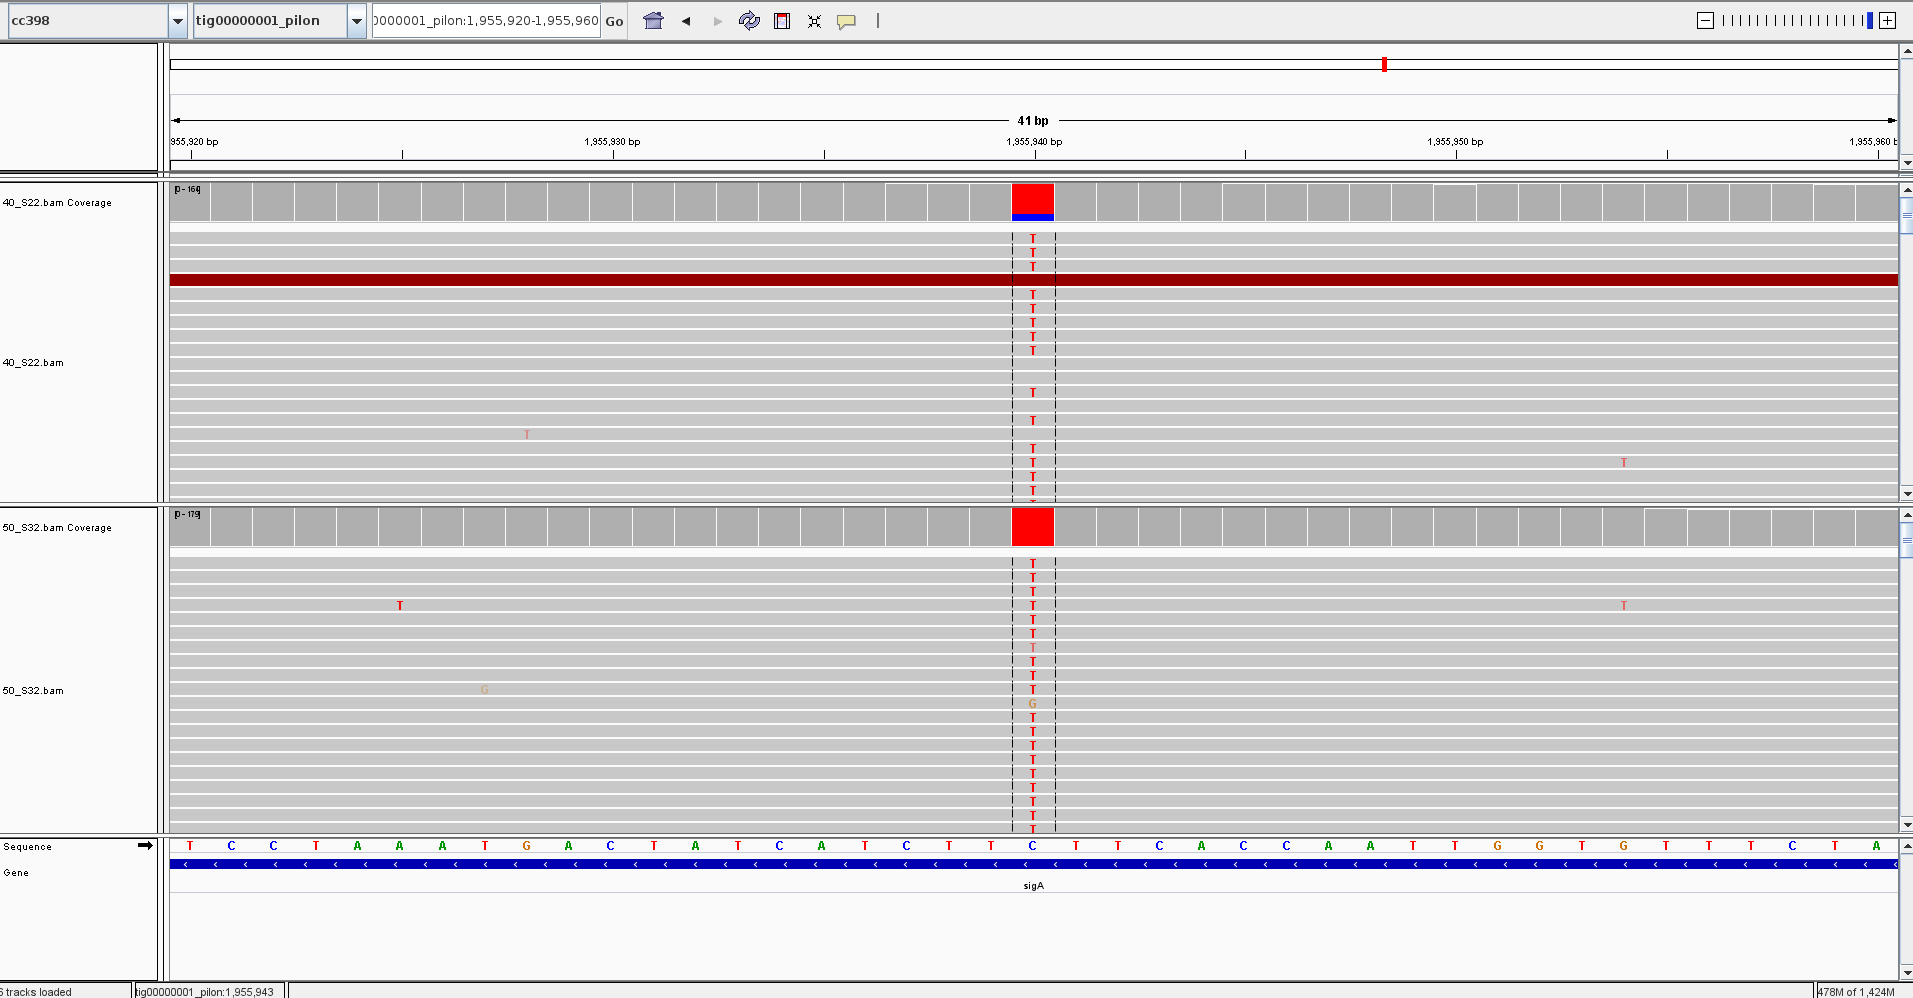 cc398 tig00000001_pilon 0000001_pilon:1,955,920-1,955,960 Go
41 bp
955,920 bp 1,955,930 bp 1,955,940 bp 1,955,950 bp 1,955,960 b
[0 - 164]
40_S22.bam Coverage
T
T
T
T
T
T
T
T
40_S22.bam
T
T
T
T
T T
T
T
[0 - 179]
50_S32.bam Coverage
T
T
T
T T T
T
T
T
T
T
50_S32.bam
G T
G
T
T
T
T
T
T
T
T
T
Sequence T C C T A A A T G A C T A T C A T C T T C T T C A C C A A T T G G T G T T T C T A
Gene
sigA
6 tracks loaded tig00000001_pilon:1,955,943 478M of 1,424M